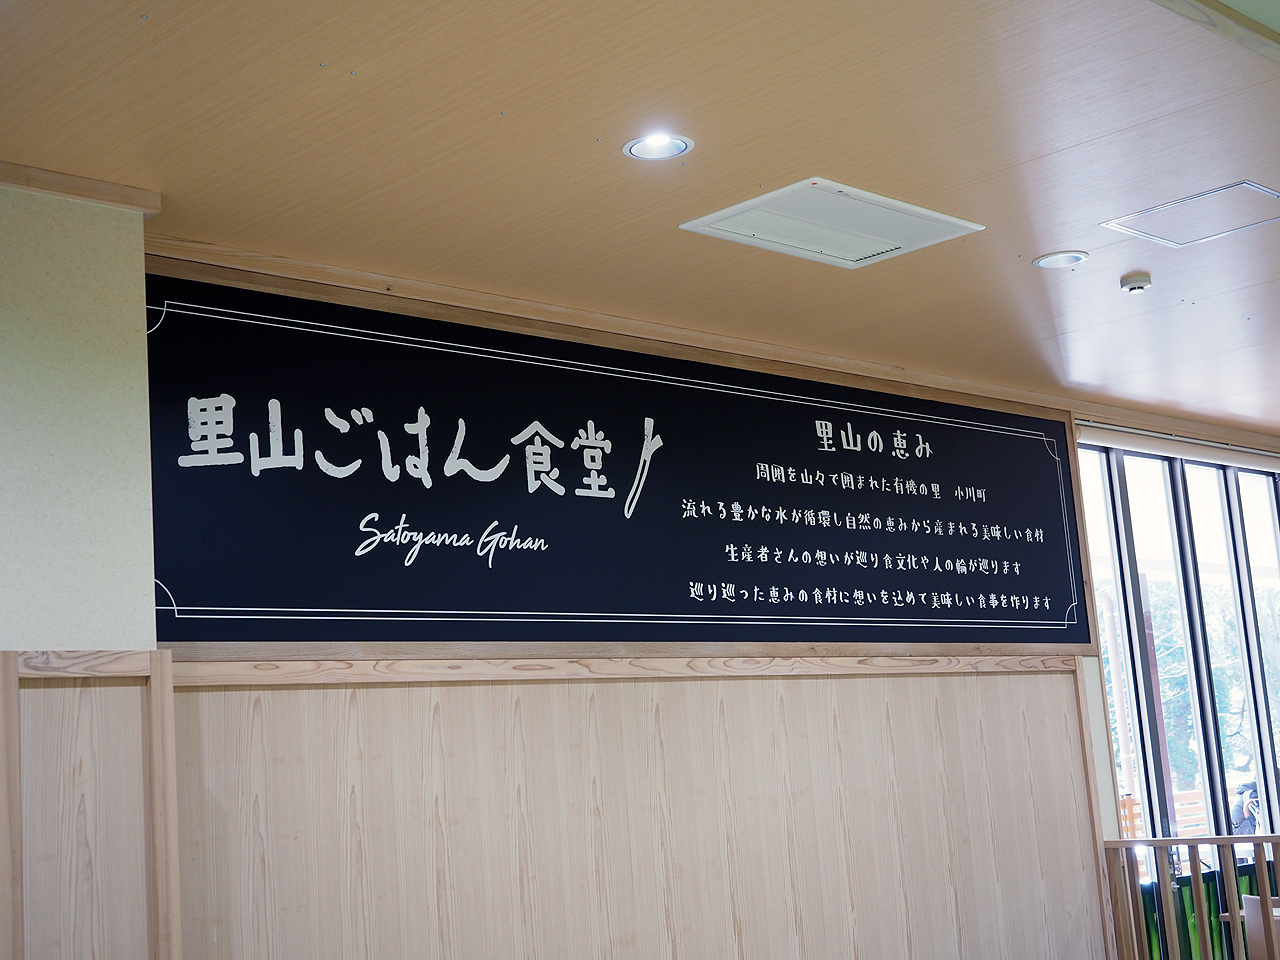 里山ごはん食堂
Satoyama Gohan
里山の恵み
周囲を山々で囲まれた有機の里　小川町
流れる豊かな水が循環し自然の恵みから産まれる美味しい食材
生産者さんの想いが巡り食文化や人の輪が巡ります
巡り巡った恵みの食材に想いを込めて美味しい食事を作ります